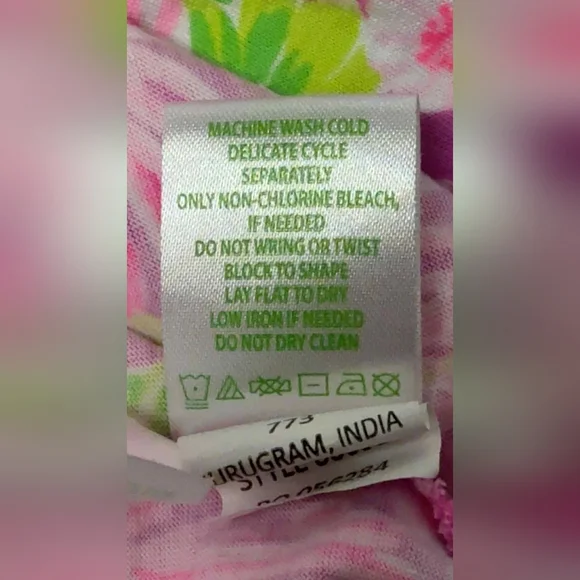 MACHINE WASH COLD
DELICATE CYCLE
SEPARATELY
ONLY NON-CHLORINE BLEACH,
IF NEEDED
DO NOT WRING OR TWIST
BLOCK TO SHAPE
LAY FLAT TO DRY
LOW IRON IF NEEDED
DO NOT DRY CLEAN
773
URUGRAM, INDIA
056284